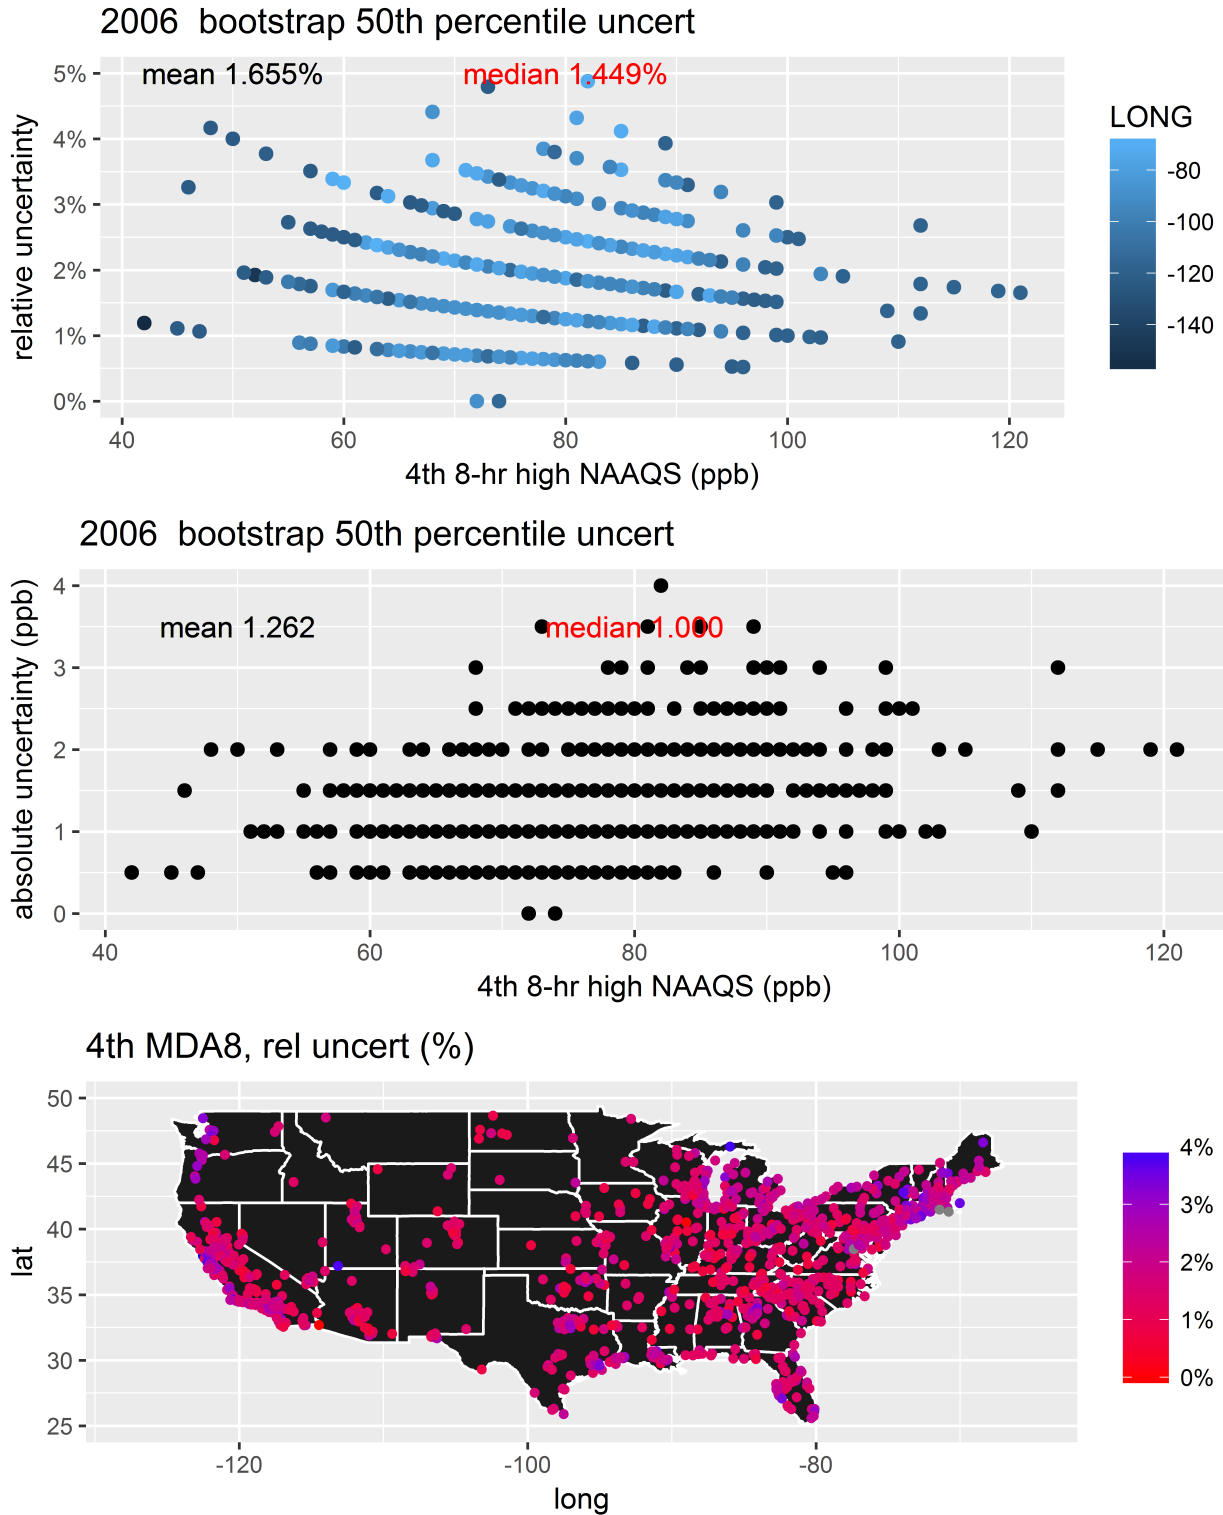 2006  bootstrap 50th percentile uncert
mean 1.655%
median 1.449%
5%
4%
3%
2%
1%
0%
relative uncertainty
40
60
80
100
120
4th 8-hr high NAAQS (ppb)
LONG
-80
-100
-120
-140
2006  bootstrap 50th percentile uncert
mean 1.262
median 1.000
4
3
2
1
0
absolute uncertainty (ppb)
40
60
80
100
120
4th 8-hr high NAAQS (ppb)
4th MDA8, rel uncert (%)
50
45
40
35
30
25
lat
-120
-100
-80
long
4%
3%
2%
1%
0%